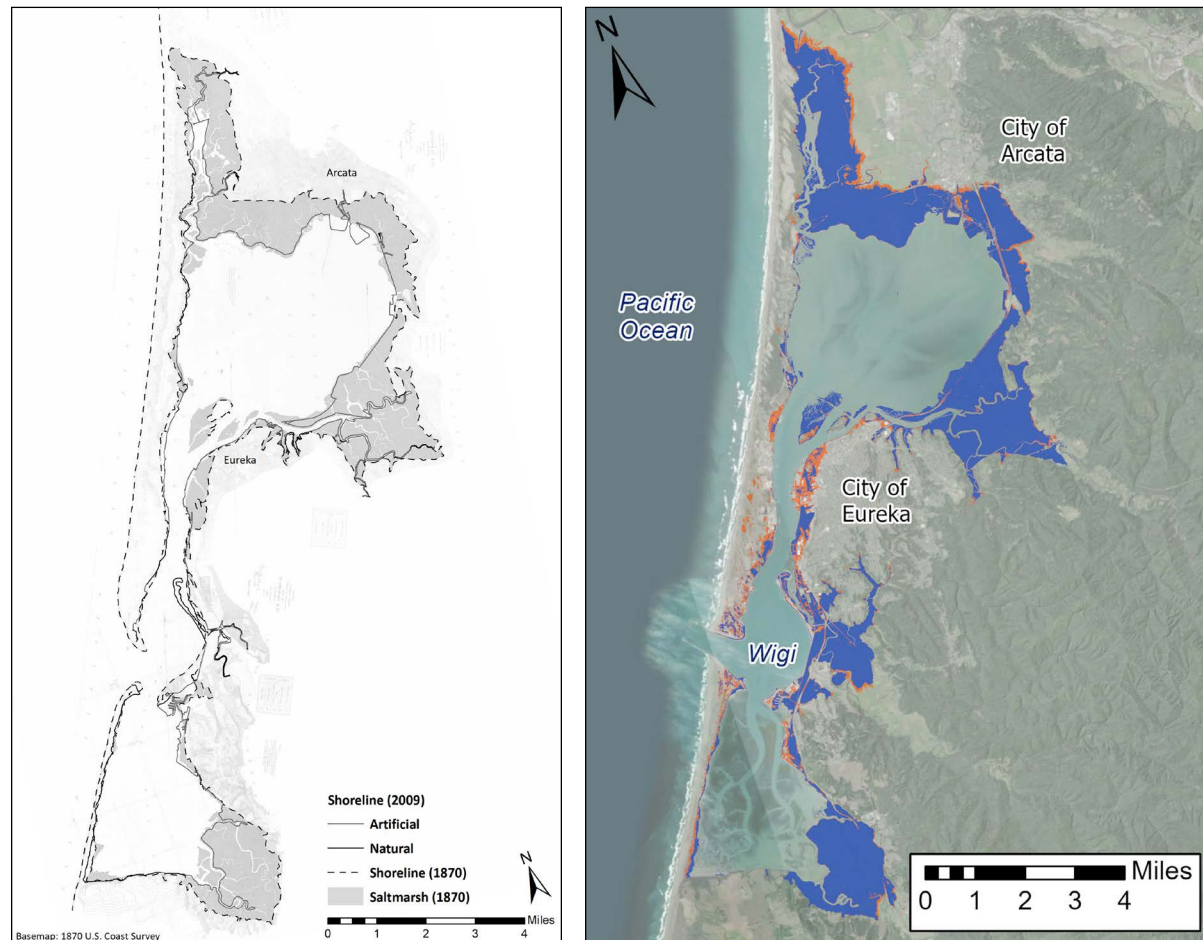 Arcata
Eureka
Shoreline (2009)
Artificial
Natural
Shoreline (1870)
Saltmarsh (1870)
N
Miles
0 1 2 3 4
Basemap: 1870 U.S. Coast Survey
N
City of
Arcata
Pacific
Ocean
City of
Eureka
Wigi
Miles
0 1 2 3 4